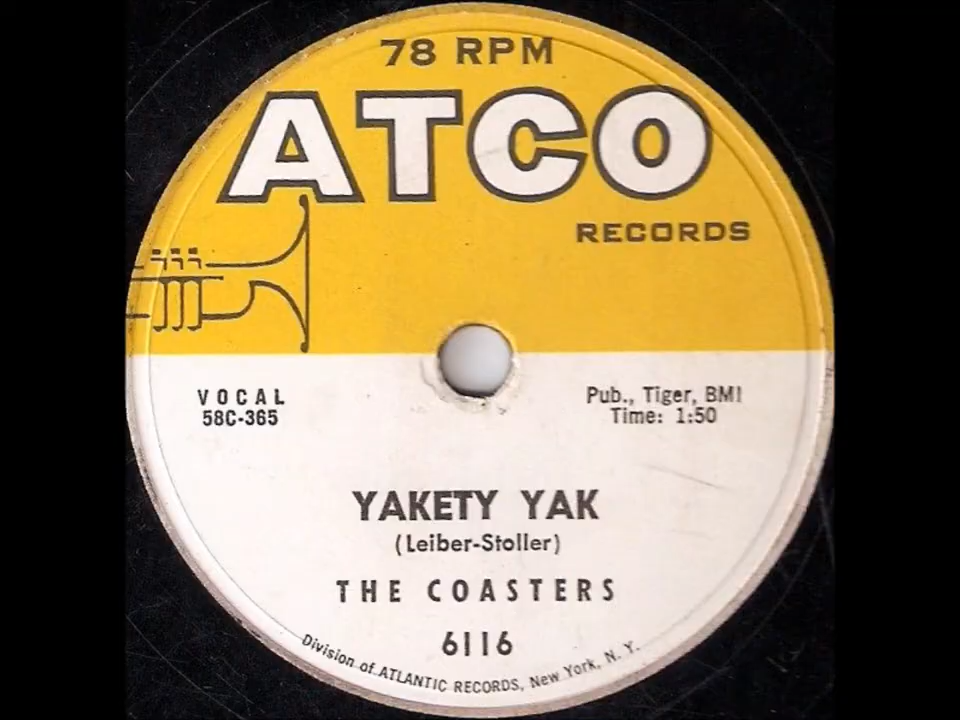 78 RPM
ATCO
RECORDS
VOCAL
58C-365
Pub., Tiger, BMI
Time: 1:50
YAKETY YAK
(Leiber-Stoller)
THE COASTERS
6116
Division of ATLANTIC RECORDS, New York, N. Y.